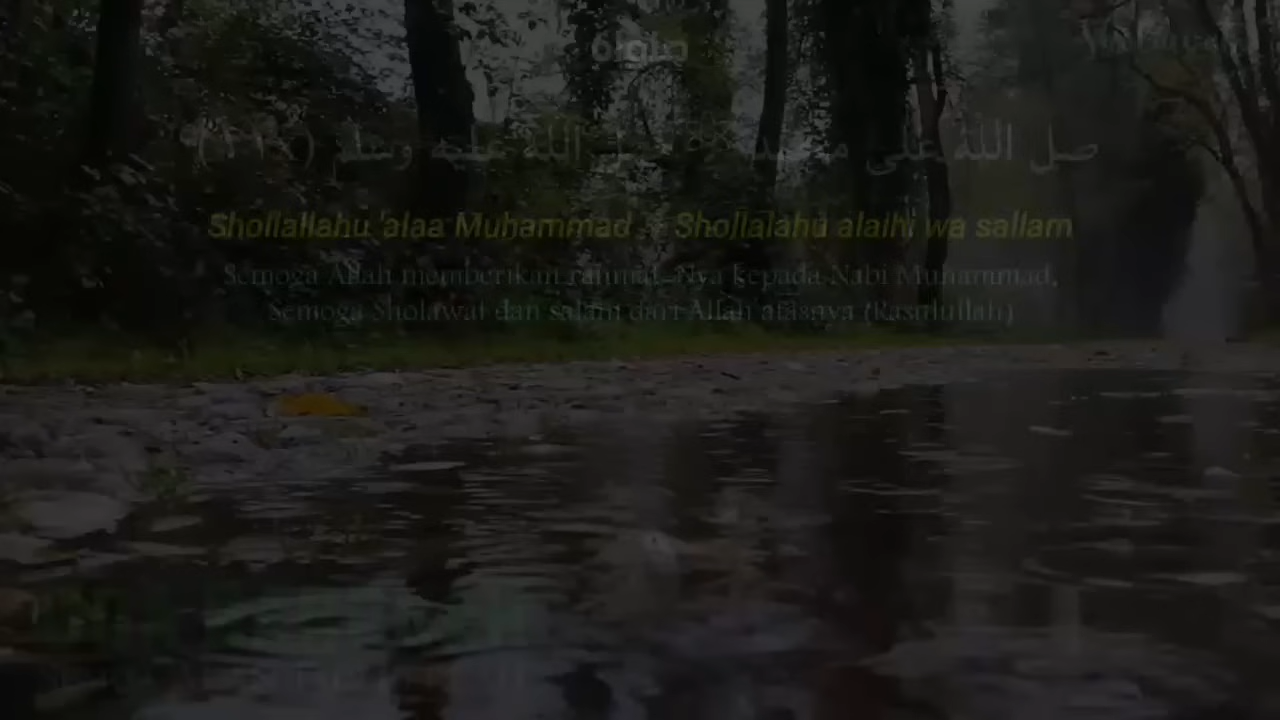 صلوة
صل الله على محمد صل الله عليه وسلم
Shollallahu 'alaa Muhammad Shollalahu alaihi wa sallam
Semoga Allah memberikan rahmat-Nya kepada Nabi Muhammad,
Semoga Sholawat dan salam dari Allah atasnya (Rasulullah)